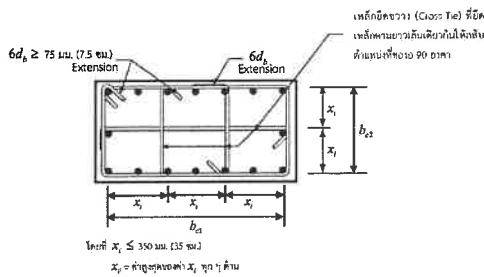 เหล็กยึดขวาง (Cross Tie) ที่ยึด
เหล็กตามยาวเส้นเดียวกันให้สลับ
ตำแหน่งที่ของอ 90 องศา
6d_b ≥ 75 มม. (7.5 ซม.)
Extension
6d_b
Extension
x_i
x_i
b_c2
x_i
x_i
x_i
b_c1
โดยที่ x_i ≤ 350 มม. (35 ซม.)
= ค่าสูงสุดของค่า x_i ทุก ๆ ด้าน